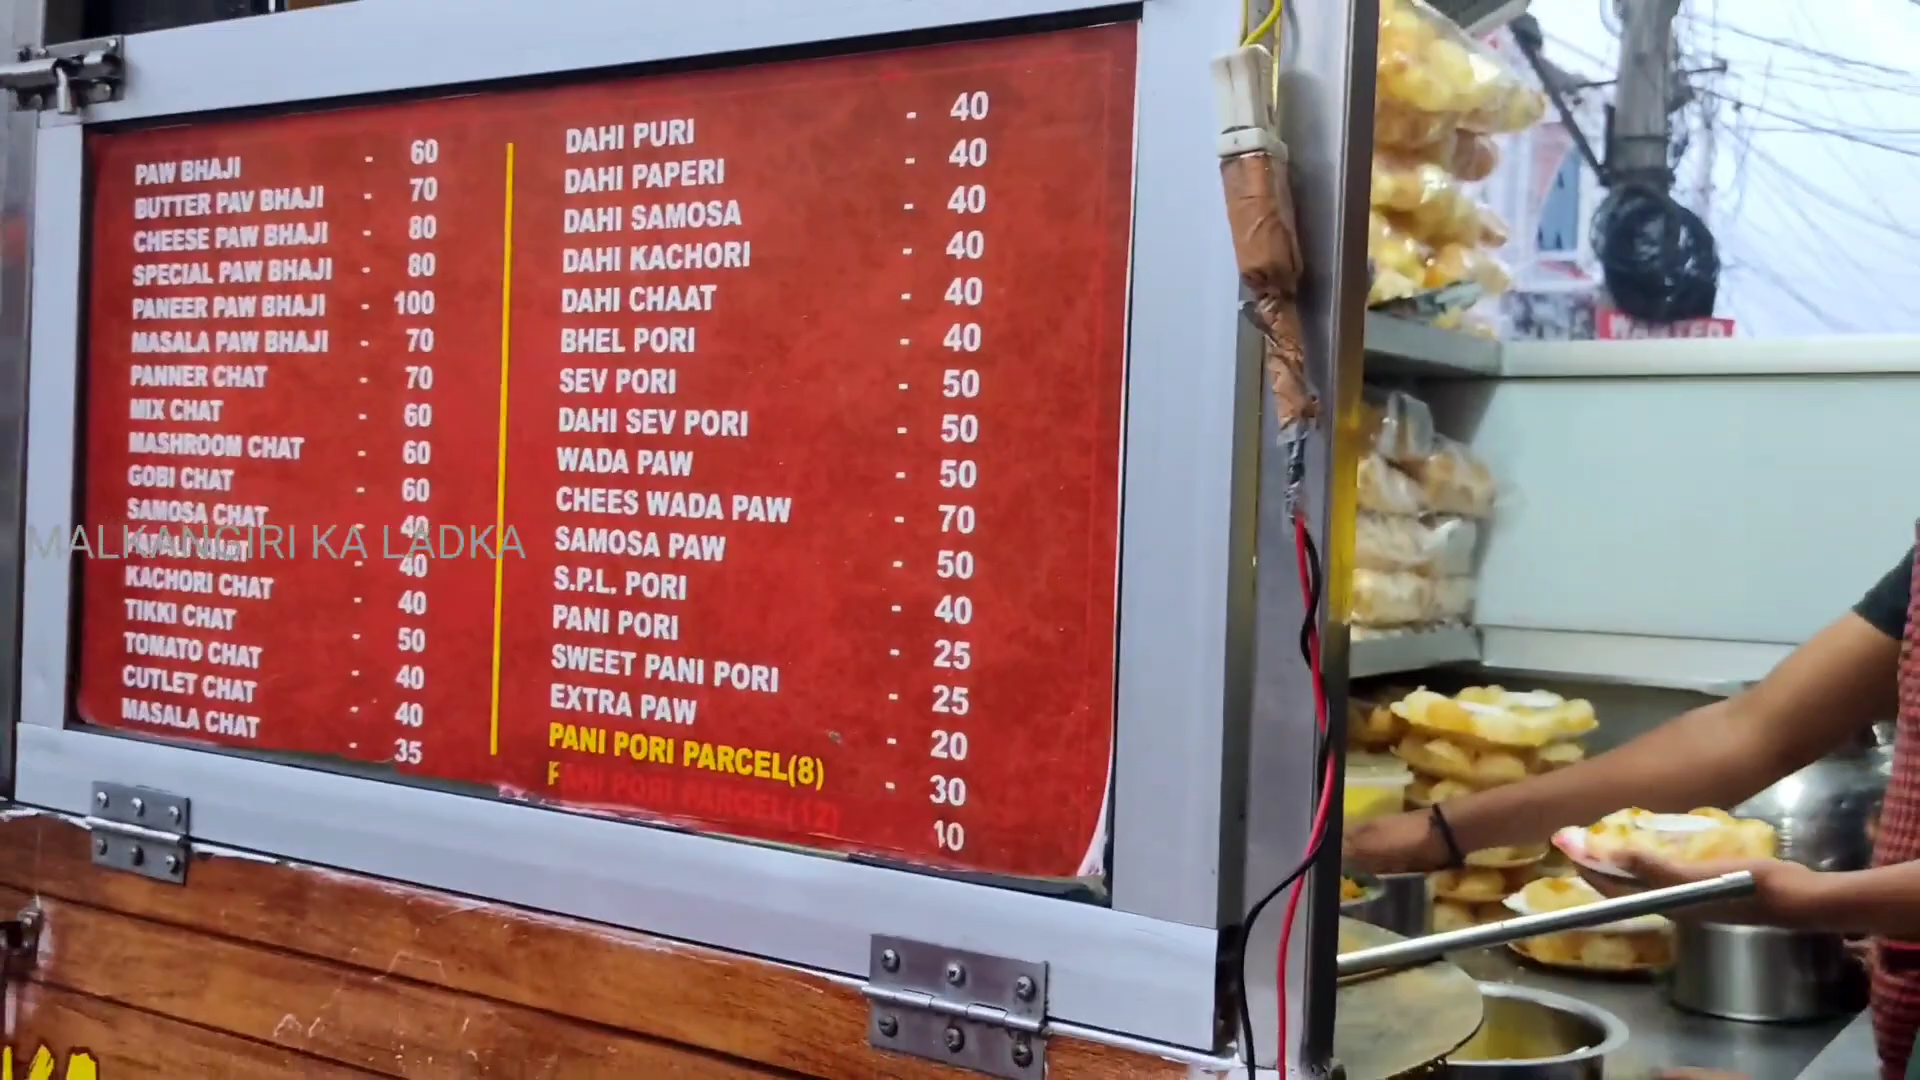 PAW BHAJI - 60
BUTTER PAV BHAJI - 70
CHEESE PAW BHAJI - 80
SPECIAL PAW BHAJI - 80
PANEER PAW BHAJI - 100
MASALA PAW BHAJI - 70
PANNER CHAT - 70
MIX CHAT - 60
MASHROOM CHAT - 60
GOBI CHAT - 60
SAMOSA CHAT - 40
MALKANGIRI KA LADKA
- 40
KACHORI CHAT - 40
TIKKI CHAT - 50
TOMATO CHAT - 40
CUTLET CHAT - 40
MASALA CHAT - 35
DAHI PURI - 40
DAHI PAPERI - 40
DAHI SAMOSA - 40
DAHI KACHORI - 40
DAHI CHAAT - 40
BHEL PORI - 40
SEV PORI - 50
DAHI SEV PORI - 50
WADA PAW - 50
CHEES WADA PAW - 70
SAMOSA PAW - 50
S.P.L. PORI - 40
PANI PORI - 25
SWEET PANI PORI - 25
EXTRA PAW - 20
PANI PORI PARCEL(8) - 30
PANI PORI PARCEL(12)
WANTED